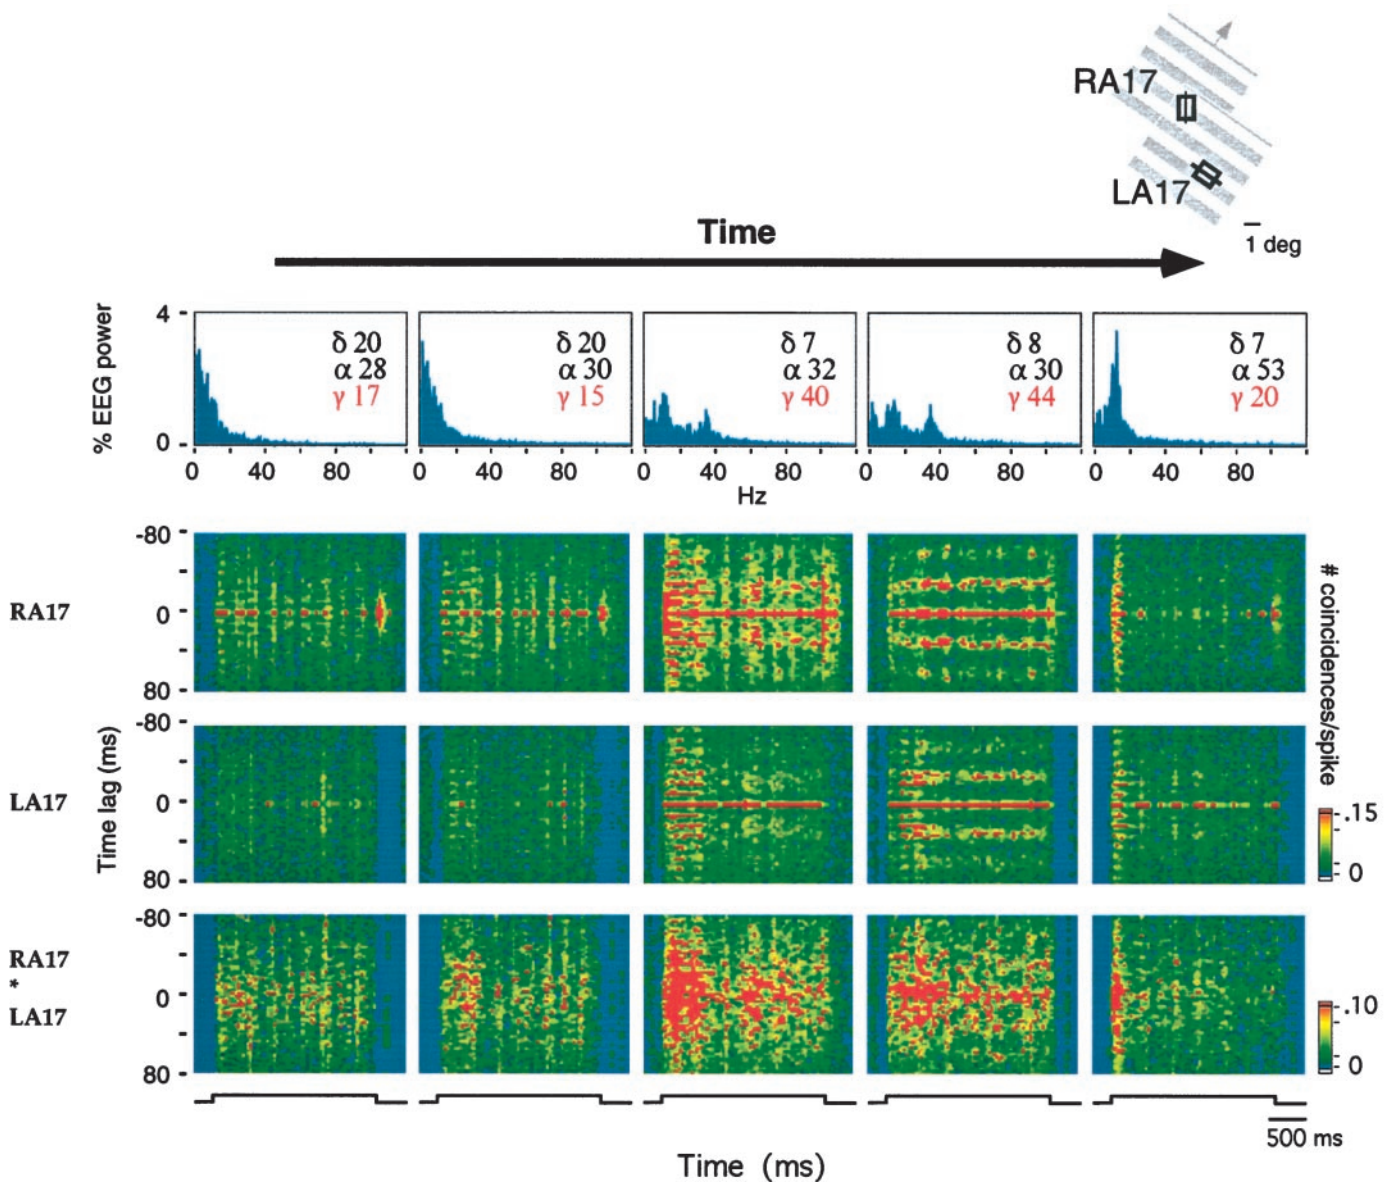 RA17
LA17
1 deg
Time
% EEG power
4
0
δ 20
α 28
γ 17
δ 20
α 30
γ 15
δ 7
α 32
γ 40
δ 8
α 30
γ 44
δ 7
α 53
γ 20
0 40 80 0 40 80 0 40 80 0 40 80 0 40 80
Hz
RA17
-80
0
80
# coincidences/spike
LA17
Time lag (ms)
-80
0
80
.15
0
RA17
*
LA17
-80
0
80
.10
0
500 ms
Time (ms)